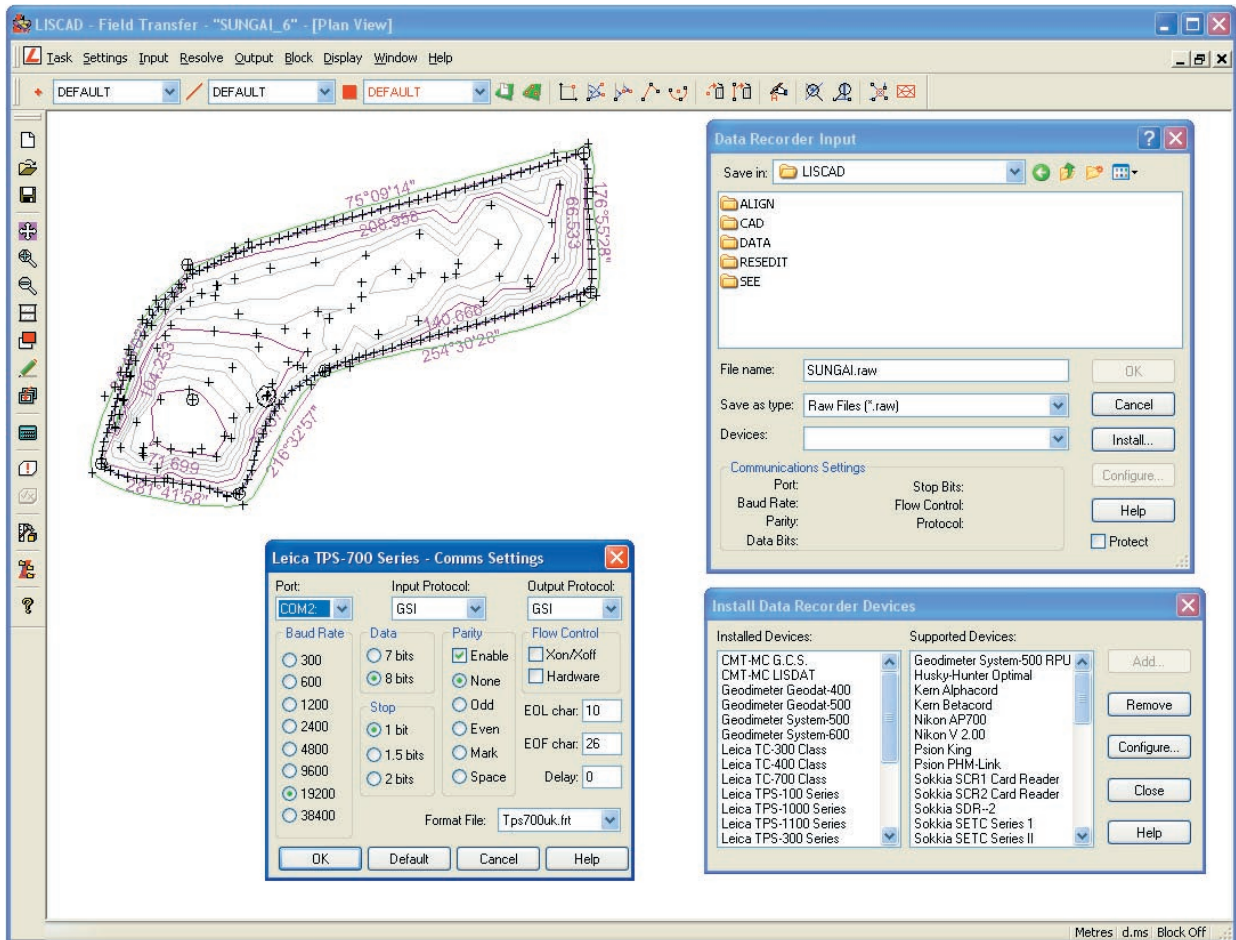 LISCAD - Field Transfer - "SUNGAI_6" - [Plan View]
Task Settings Input Resolve Output Block Display Window Help
DEFAULT DEFAULT DEFAULT
75°09'14"
208.958
176°55'28"
66.533
140.668
254°30'28"
104.253
216°32'57"
71.699
281°41'58"
Data Recorder Input
Save in: LISCAD
ALIGN
CAD
DATA
RESEDIT
SEE
File name: SUNGAI.raw OK
Save as type: Raw Files (*.raw) Cancel
Devices: Install...
Communications Settings Configure...
Port: Stop Bits:
Baud Rate: Flow Control: Help
Parity: Protocol:
Data Bits: Protect
Leica TPS-700 Series - Comms Settings
Port: Input Protocol: Output Protocol:
COM2: GSI GSI
Baud Rate
300
600
1200
2400
4800
9600
19200
38400
Data
7 bits
8 bits
Stop
1 bit
1.5 bits
2 bits
Parity
Enable
None
Odd
Even
Mark
Space
Flow Control
Xon/Xoff
Hardware
EOL char: 10
EOF char: 26
Delay: 0
Format File: Tps700uk.frt
OK Default Cancel Help
Install Data Recorder Devices
Installed Devices:
CMT-MC G.C.S.
CMT-MC LISDAT
Geodimeter Geodat-400
Geodimeter Geodat-500
Geodimeter System-500
Geodimeter System-600
Leica TC-300 Class
Leica TC-400 Class
Leica TC-700 Class
Leica TPS-100 Series
Leica TPS-1000 Series
Leica TPS-1100 Series
Leica TPS-300 Series
Supported Devices:
Geodimeter System-500 RPU
Husky-Hunter Optimal
Kern Alphacord
Kern Betacord
Nikon AP700
Nikon V 2.00
Psion King
Psion PHM-Link
Sokkia SCR1 Card Reader
Sokkia SCR2 Card Reader
Sokkia SDR--2
Sokkia SETC Series 1
Sokkia SETC Series II
Add...
Remove
Configure...
Close
Help
Metres d.ms Block Off